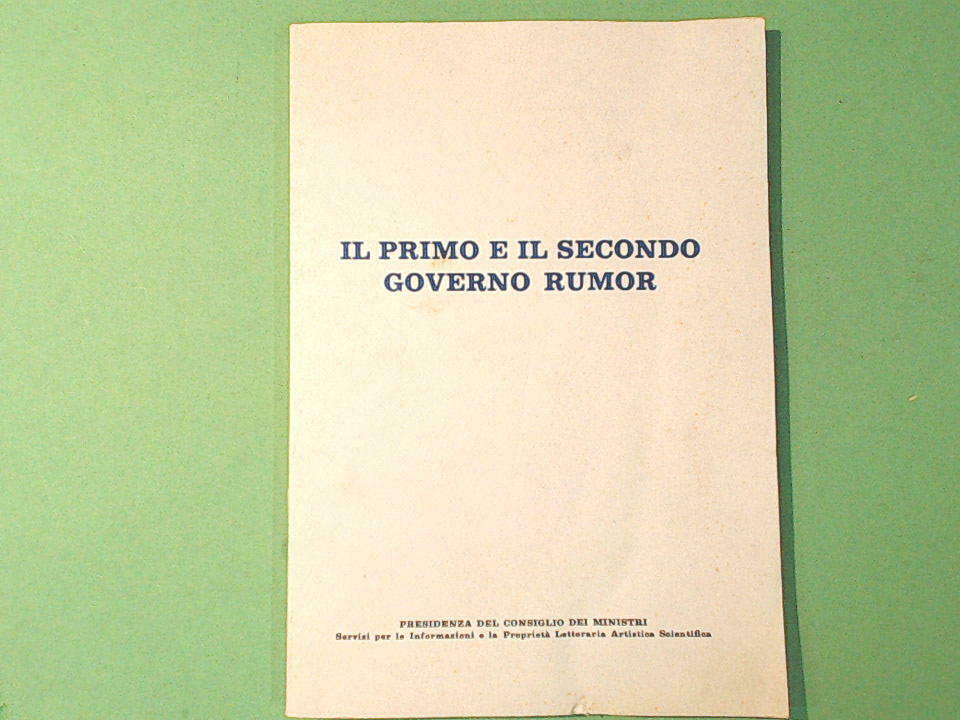 IL PRIMO E IL SECONDO
GOVERNO RUMOR
PRESIDENZA DEL CONSIGLIO DEI MINISTRI
Servizi per le Informazioni e la Proprietà Letteraria Artistica Scientifica